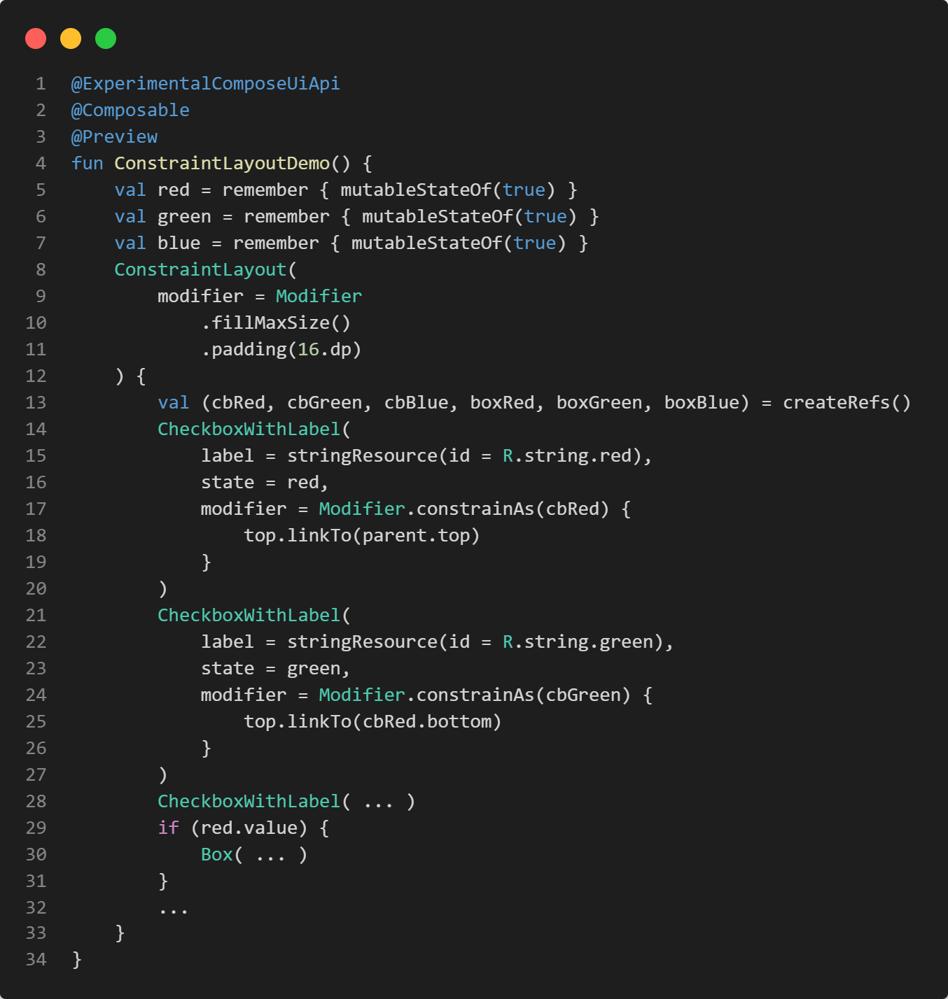 1 @ExperimentalComposeUiApi
2 @Composable
3 @Preview
4 fun ConstraintLayoutDemo() {
5     val red = remember { mutableStateOf(true) }
6     val green = remember { mutableStateOf(true) }
7     val blue = remember { mutableStateOf(true) }
8     ConstraintLayout(
9         modifier = Modifier
10             .fillMaxSize()
11             .padding(16.dp)
12     ) {
13         val (cbRed, cbGreen, cbBlue, boxRed, boxGreen, boxBlue) = createRefs()
14         CheckboxWithLabel(
15             label = stringResource(id = R.string.red),
16             state = red,
17             modifier = Modifier.constrainAs(cbRed) {
18                 top.linkTo(parent.top)
19             }
20         )
21         CheckboxWithLabel(
22             label = stringResource(id = R.string.green),
23             state = green,
24             modifier = Modifier.constrainAs(cbGreen) {
25                 top.linkTo(cbRed.bottom)
26             }
27         )
28         CheckboxWithLabel( ... )
29         if (red.value) {
30             Box( ... )
31         }
32         ...
33     }
34 }